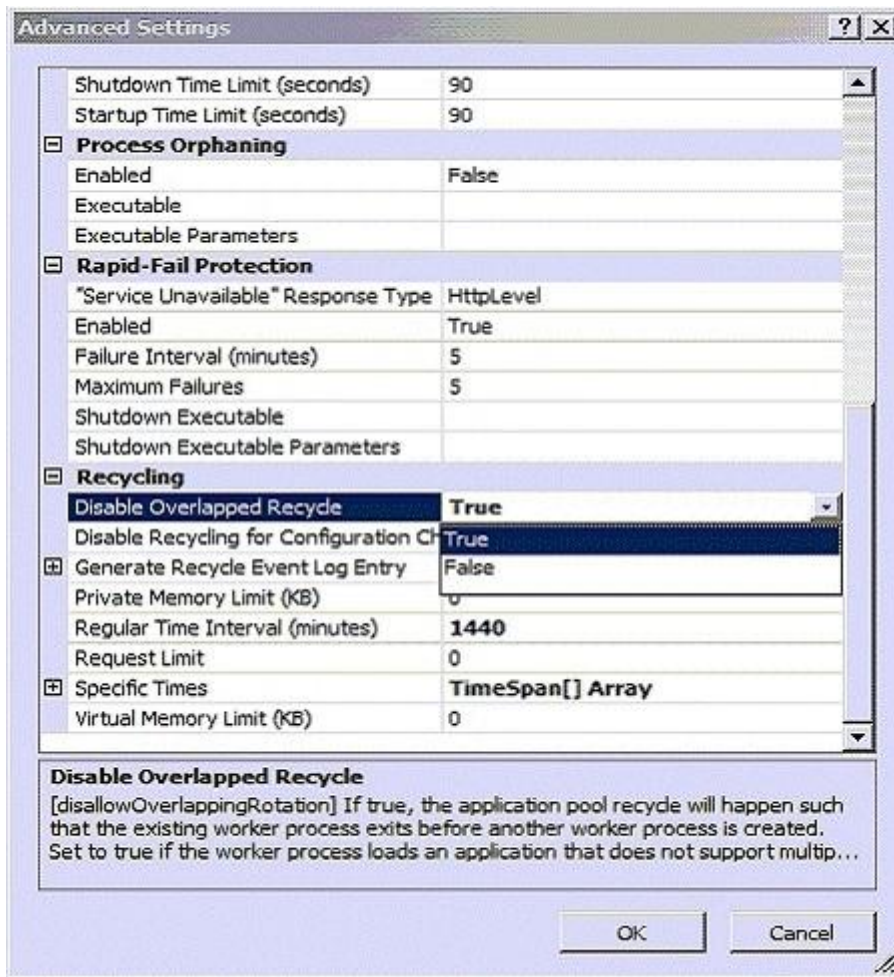 Advanced Settings
Shutdown Time Limit (seconds) 90
Startup Time Limit (seconds) 90
Process Orphaning
Enabled False
Executable
Executable Parameters
Rapid-Fail Protection
"Service Unavailable" Response Type HttpLevel
Enabled True
Failure Interval (minutes) 5
Maximum Failures 5
Shutdown Executable
Shutdown Executable Parameters
Recycling
Disable Overlapped Recycle True
Disable Recycling for Configuration Ch True
Generate Recycle Event Log Entry False
Private Memory Limit (KB) 0
Regular Time Interval (minutes) 1440
Request Limit 0
Specific Times TimeSpan[] Array
Virtual Memory Limit (KB) 0
Disable Overlapped Recycle
[disallowOverlappingRotation] If true, the application pool recycle will happen such
that the existing worker process exits before another worker process is created.
Set to true if the worker process loads an application that does not support multip...
OK Cancel